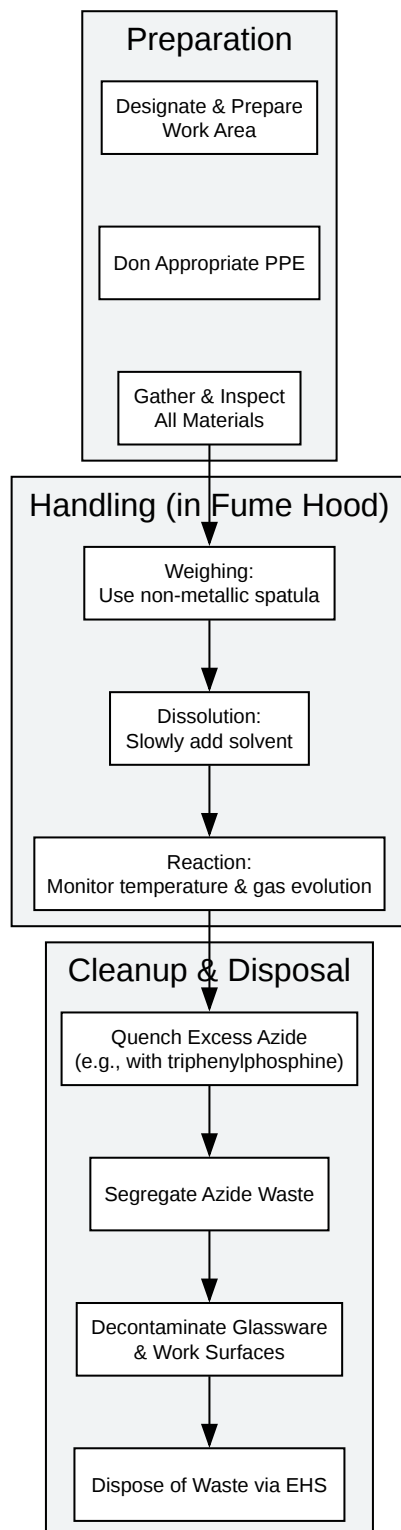 Preparation
Designate & Prepare
Work Area
Don Appropriate PPE
Gather & Inspect
All Materials
Handling (in Fume Hood)
Weighing:
Use non-metallic spatula
Dissolution:
Slowly add solvent
Reaction:
Monitor temperature & gas evolution
Cleanup & Disposal
Quench Excess Azide
(e.g., with triphenylphosphine)
Segregate Azide Waste
Decontaminate Glassware
& Work Surfaces
Dispose of Waste via EHS